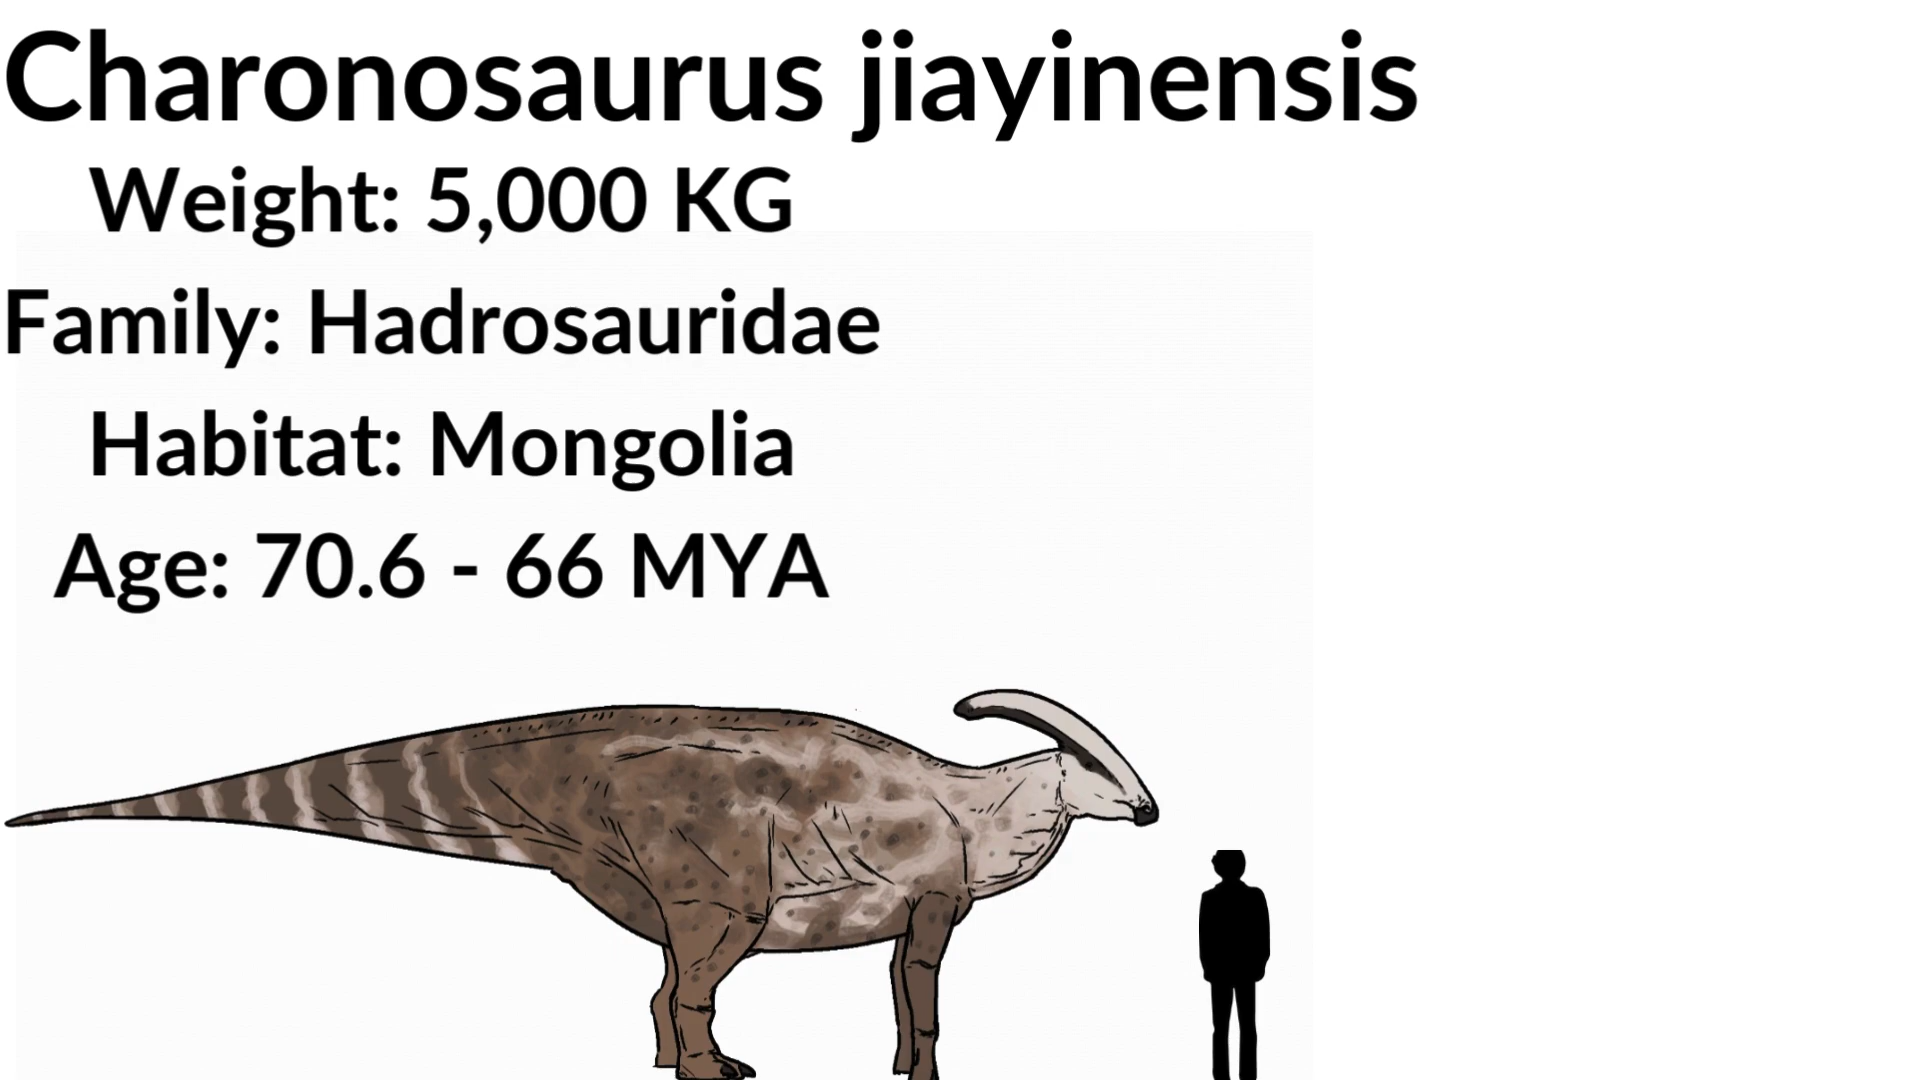 Charonosaurus jiayinensis
Weight: 5,000 KG
Family: Hadrosauridae
Habitat: Mongolia
Age: 70.6 - 66 MYA